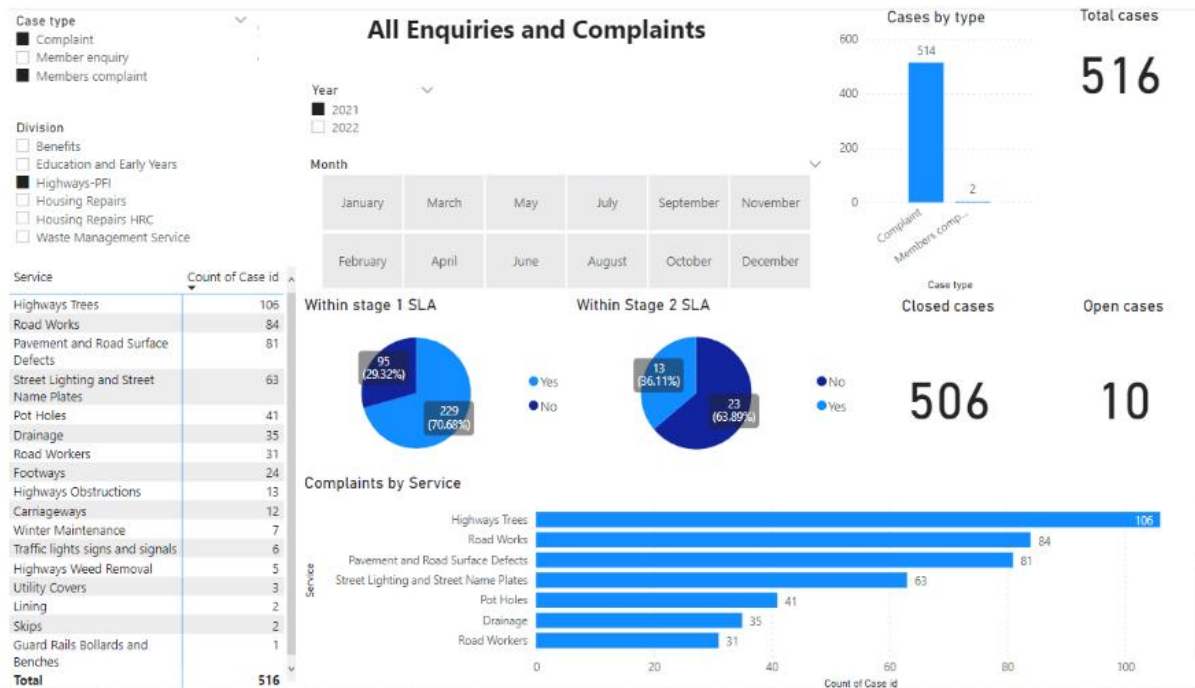 Case type
Complaint
Member enquiry
Members complaint
Division
Benefits
Education and Early Years
Highways-PFI
Housing Repairs
Housing Repairs HRC
Waste Management Service
All Enquiries and Complaints
Year
2021
2022
Month
January March May July September November
February April June August October December
Cases by type
600
400
200
0
514
2
Complaint
Members comp...
Case type
Total cases
516
Service Count of Case id
Highways Trees 106
Road Works 84
Pavement and Road Surface
Defects 81
Street Lighting and Street
Name Plates 63
Pot Holes 41
Drainage 35
Road Workers 31
Footways 24
Highways Obstructions 13
Carriageways 12
Winter Maintenance 7
Traffic lights signs and signals 6
Highways Weed Removal 5
Utility Covers 3
Lining 2
Skips 2
Guard Rails Bollards and
Benches 1
Total 516
Within stage 1 SLA
95
(29.32%)
229
(70.68%)
Yes
No
Within Stage 2 SLA
13
(36.11%)
23
(63.89%)
No
Yes
Closed cases
506
Open cases
10
Complaints by Service
Service
Highways Trees 106
Road Works 84
Pavement and Road Surface Defects 81
Street Lighting and Street Name Plates 63
Pot Holes 41
Drainage 35
Road Workers 31
0 20 40 60 80 100
Count of Case id